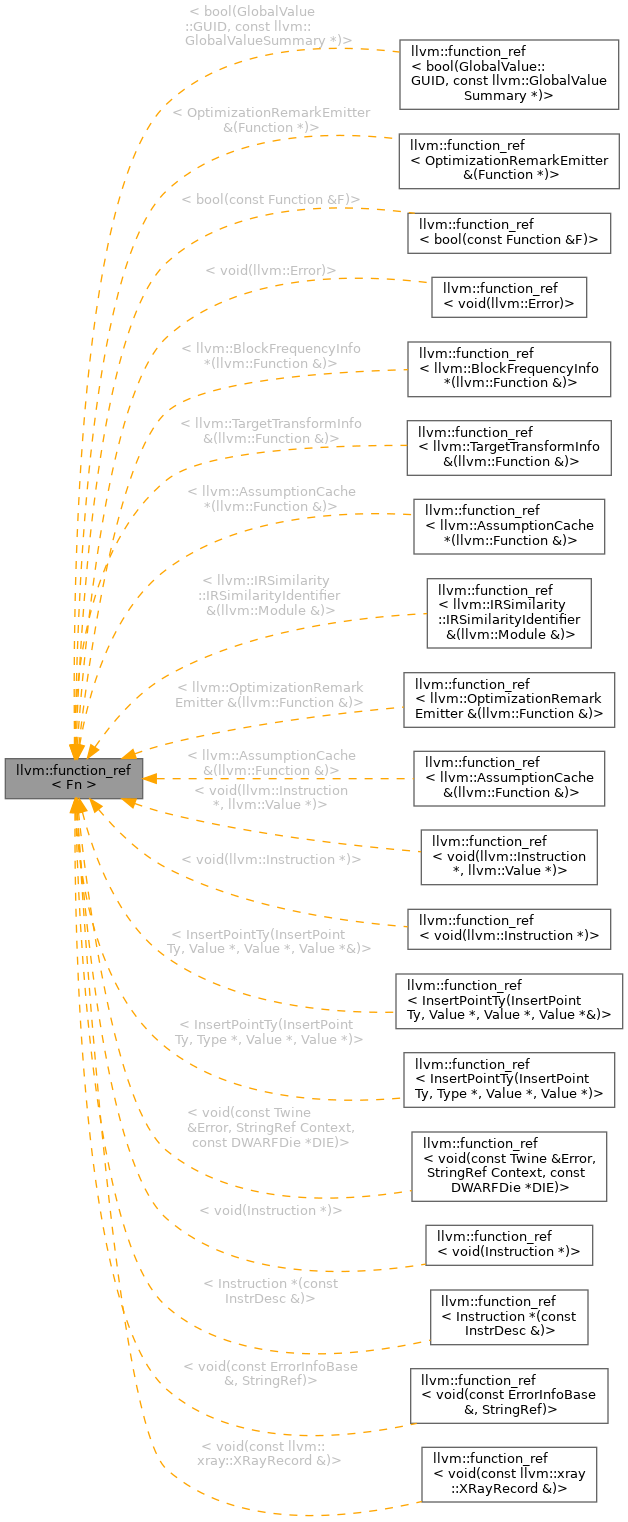 < bool(GlobalValue
::GUID, const llvm::
GlobalValueSummary *)>
llvm::function_ref
< bool(GlobalValue::
GUID, const llvm::GlobalValue
Summary *)>
< OptimizationRemarkEmitter
&(Function *)>
llvm::function_ref
< OptimizationRemarkEmitter
&(Function *)>
< bool(const Function &F)>
llvm::function_ref
< bool(const Function &F)>
< void(llvm::Error)>
llvm::function_ref
< void(llvm::Error)>
< llvm::BlockFrequencyInfo
*(llvm::Function &)>
llvm::function_ref
< llvm::BlockFrequencyInfo
*(llvm::Function &)>
< llvm::TargetTransformInfo
&(llvm::Function &)>
llvm::function_ref
< llvm::TargetTransformInfo
&(llvm::Function &)>
< llvm::AssumptionCache
*(llvm::Function &)>
llvm::function_ref
< llvm::AssumptionCache
*(llvm::Function &)>
< llvm::IRSimilarity
::IRSimilarityIdentifier
&(llvm::Module &)>
llvm::function_ref
< llvm::IRSimilarity
::IRSimilarityIdentifier
&(llvm::Module &)>
< llvm::OptimizationRemark
Emitter &(llvm::Function &)>
llvm::function_ref
< llvm::OptimizationRemark
Emitter &(llvm::Function &)>
llvm::function_ref
< Fn >
< llvm::AssumptionCache
&(llvm::Function &)>
llvm::function_ref
< llvm::AssumptionCache
&(llvm::Function &)>
< void(llvm::Instruction
*, llvm::Value *)>
llvm::function_ref
< void(llvm::Instruction
*, llvm::Value *)>
< void(llvm::Instruction *)>
llvm::function_ref
< void(llvm::Instruction *)>
< InsertPointTy(InsertPoint
Ty, Value *, Value *, Value *&)>
llvm::function_ref
< InsertPointTy(InsertPoint
Ty, Value *, Value *, Value *&)>
< InsertPointTy(InsertPoint
Ty, Type *, Value *, Value *)>
llvm::function_ref
< InsertPointTy(InsertPoint
Ty, Type *, Value *, Value *)>
< void(const Twine
&Error, StringRef Context,
const DWARFDie *DIE)>
llvm::function_ref
< void(const Twine &Error,
StringRef Context, const
DWARFDie *DIE)>
< void(Instruction *)>
llvm::function_ref
< void(Instruction *)>
< Instruction *(const
InstrDesc &)>
llvm::function_ref
< Instruction *(const
InstrDesc &)>
< void(const ErrorInfoBase
&, StringRef)>
llvm::function_ref
< void(const ErrorInfoBase
&, StringRef)>
< void(const llvm::
xray::XRayRecord &)>
llvm::function_ref
< void(const llvm::xray
::XRayRecord &)>